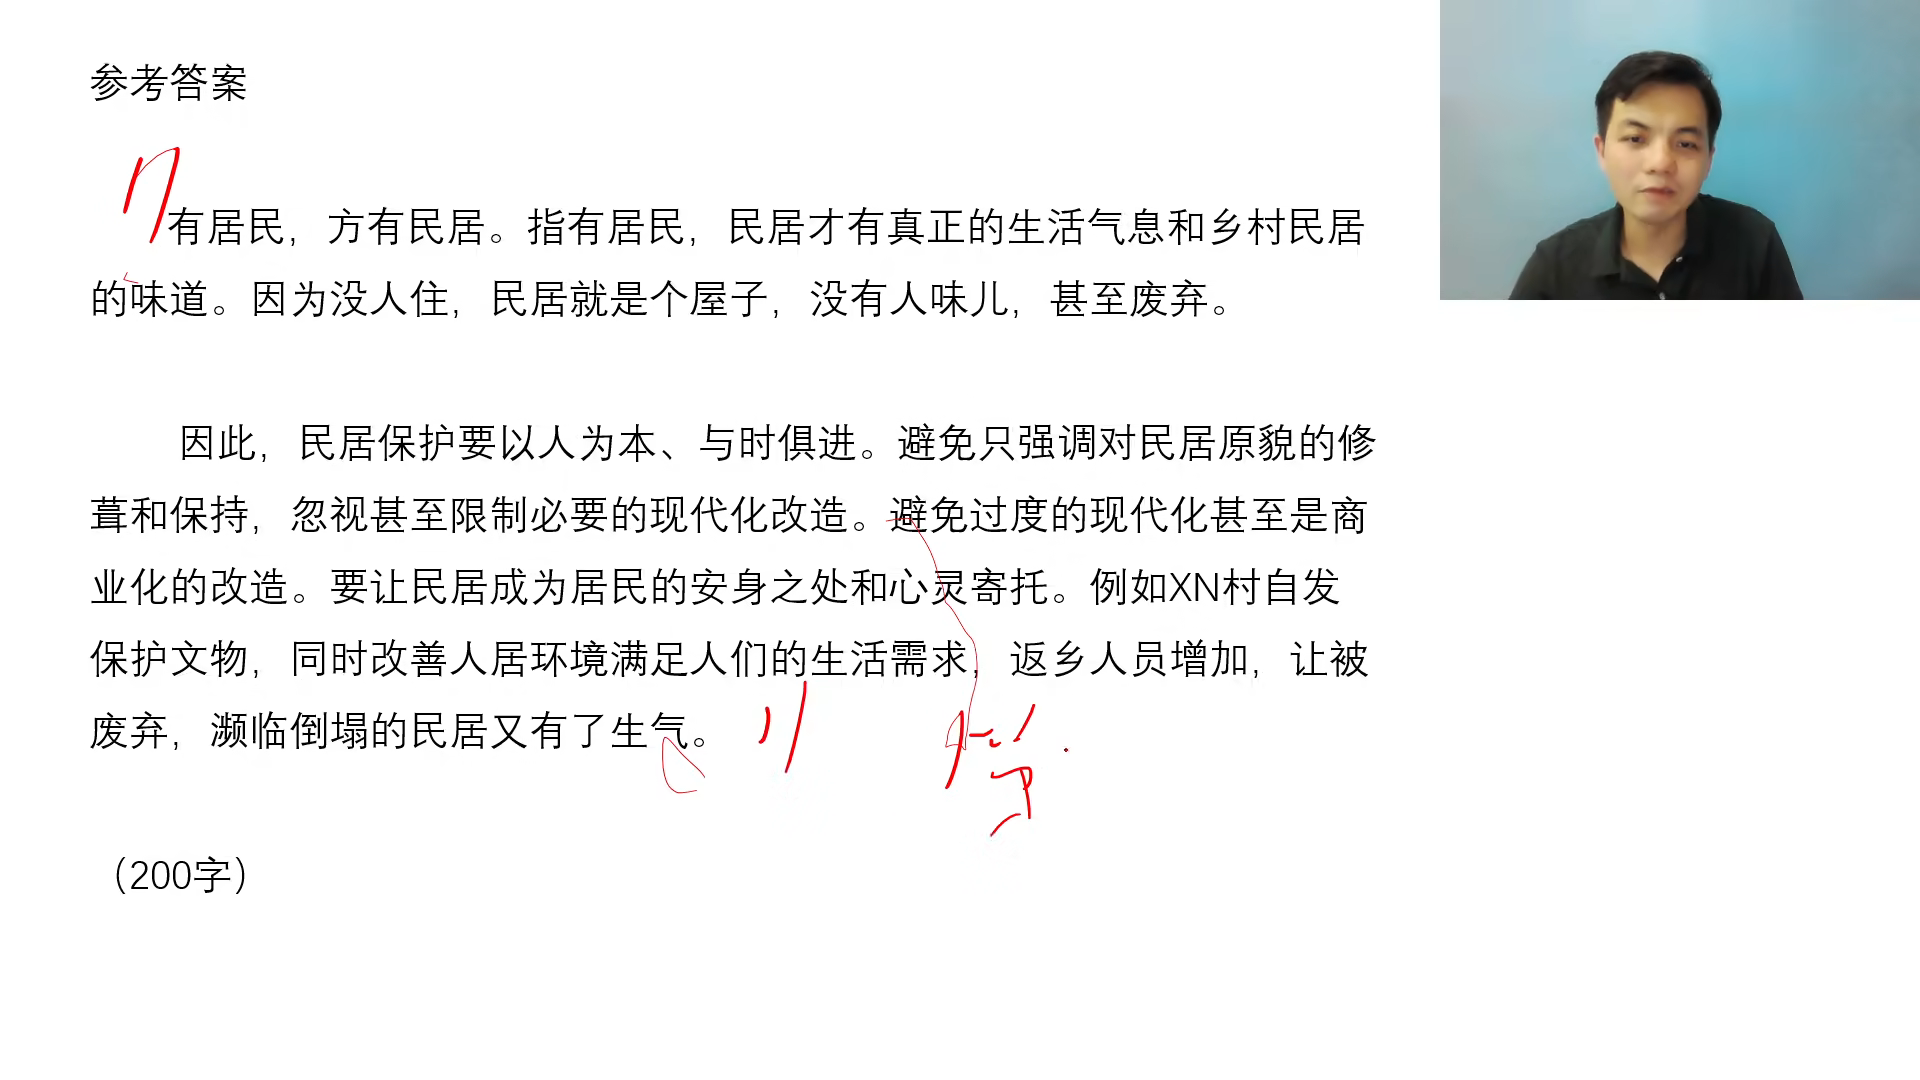 参考答案
有居民，方有民居。指有居民，民居才有真正的生活气息和乡村民居
的味道。因为没人住，民居就是个屋子，没有人味儿，甚至废弃。
因此，民居保护要以人为本、与时俱进。避免只强调对民居原貌的修
葺和保持，忽视甚至限制必要的现代化改造。避免过度的现代化甚至是商
业化的改造。要让民居成为居民的安身之处和心灵寄托。例如XN村自发
保护文物，同时改善人居环境满足人们的生活需求，返乡人员增加，让被
废弃，濒临倒塌的民居又有了生气。
（200字）